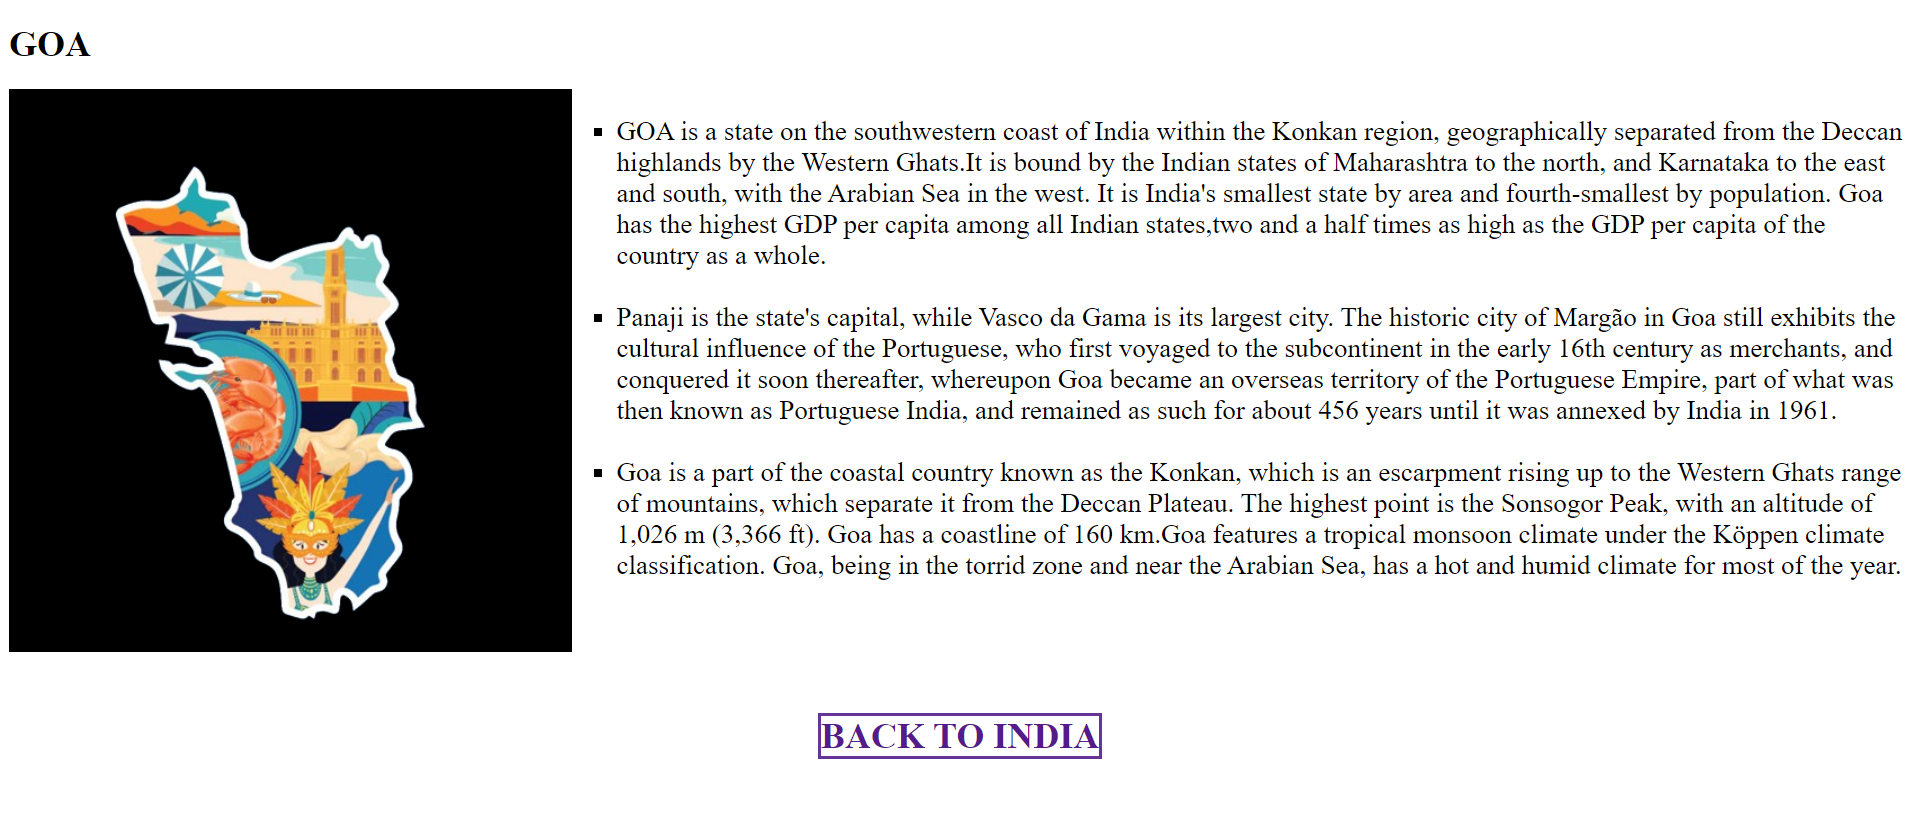 GOA
GOA is a state on the southwestern coast of India within the Konkan region, geographically separated from the Deccan
highlands by the Western Ghats.It is bound by the Indian states of Maharashtra to the north, and Karnataka to the east
and south, with the Arabian Sea in the west. It is India's smallest state by area and fourth-smallest by population. Goa
has the highest GDP per capita among all Indian states,two and a half times as high as the GDP per capita of the
country as a whole.
Panaji is the state's capital, while Vasco da Gama is its largest city. The historic city of Margão in Goa still exhibits the
cultural influence of the Portuguese, who first voyaged to the subcontinent in the early 16th century as merchants, and
conquered it soon thereafter, whereupon Goa became an overseas territory of the Portuguese Empire, part of what was
then known as Portuguese India, and remained as such for about 456 years until it was annexed by India in 1961.
Goa is a part of the coastal country known as the Konkan, which is an escarpment rising up to the Western Ghats range
of mountains, which separate it from the Deccan Plateau. The highest point is the Sonsogor Peak, with an altitude of
1,026 m (3,366 ft). Goa has a coastline of 160 km.Goa features a tropical monsoon climate under the Köppen climate
classification. Goa, being in the torrid zone and near the Arabian Sea, has a hot and humid climate for most of the year.
BACK TO INDIA